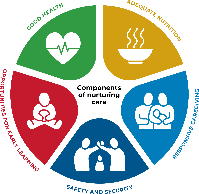 GOOD HEALTH
ADEQUATE NUTRITION
Components
of nurturing
care
OPPORTUNITIES FOR EARLY LEARNING
RESPONSIVE CAREGIVING
SAFETY AND SECURITY